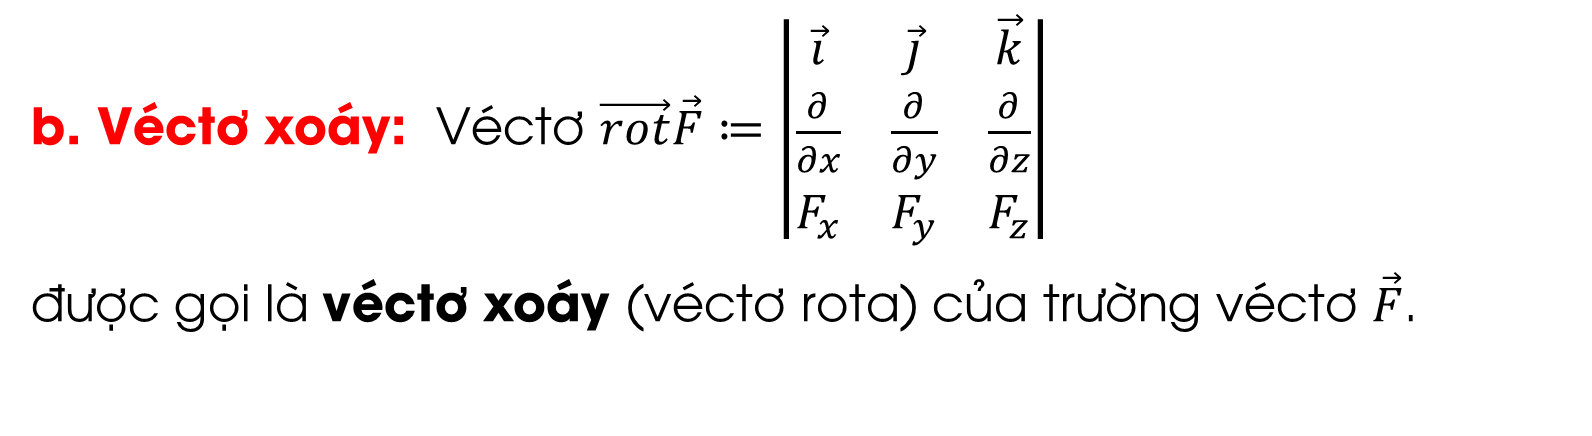 b. Véctơ xoáy: Véctơ $\overrightarrow{rot}\vec{F} := \begin{vmatrix} \vec{i} & \vec{j} & \vec{k} \\ \frac{\partial}{\partial x} & \frac{\partial}{\partial y} & \frac{\partial}{\partial z} \\ F_x & F_y & F_z \end{vmatrix}$
được gọi là véctơ xoáy (véctơ rota) của trường véctơ $\vec{F}$.